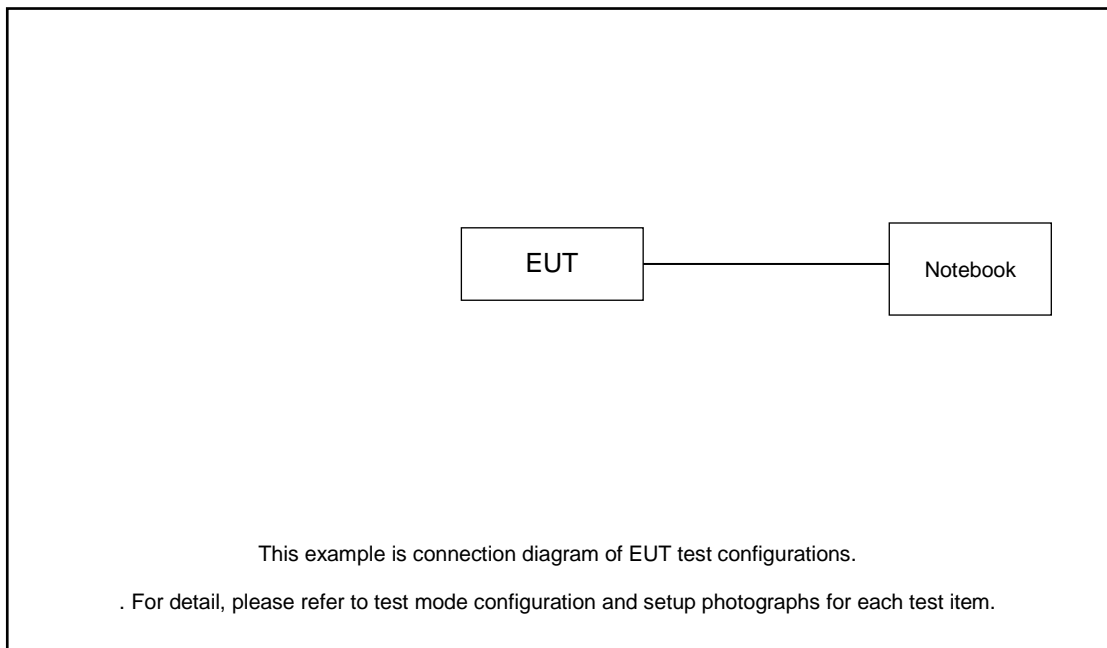 EUT
Notebook
This example is connection diagram of EUT test configurations.
. For detail, please refer to test mode configuration and setup photographs for each test item.